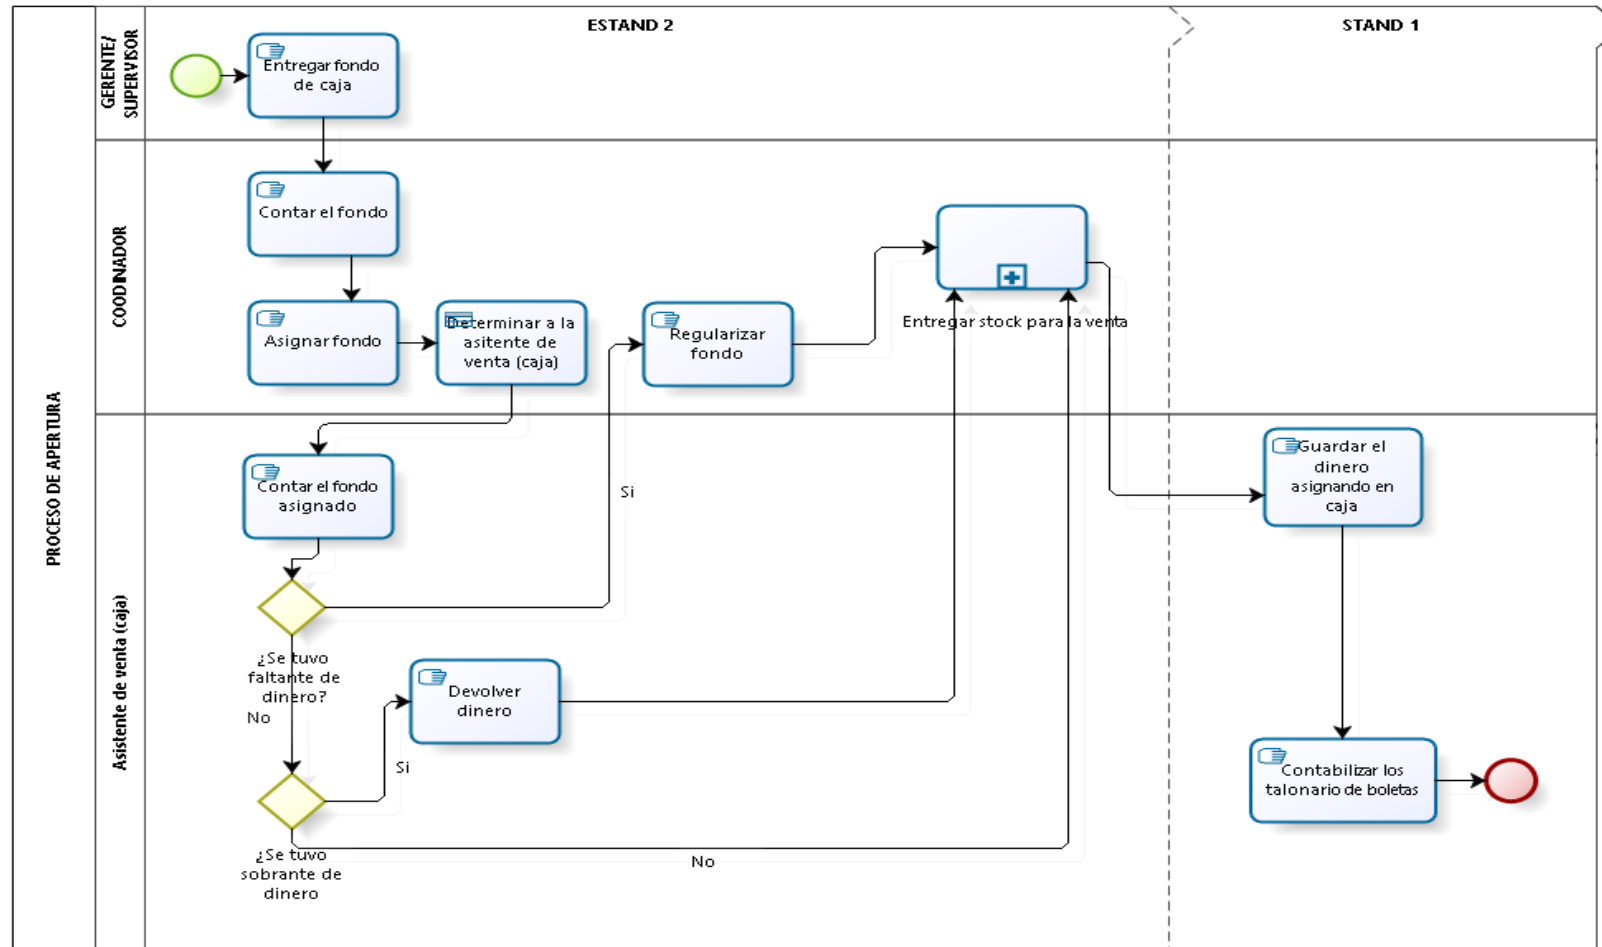 ESTAND 2
STAND 1
PROCESO DE APERTURA
GERENTE/
SUPERVISOR
Entregar fondo
de caja
COODINADOR
Contar el fondo
Asignar fondo
Determinar a la
asitente de
venta (caja)
Regularizar
fondo
Entregar stock para la venta
Asistente de venta (caja)
Contar el fondo
asignado
Si
¿Se tuvo
faltante de
dinero?
No
Devolver
dinero
Si
¿Se tuvo
sobrante de
dinero
No
Guardar el
dinero
asignando en
caja
Contabilizar los
talonario de boletas